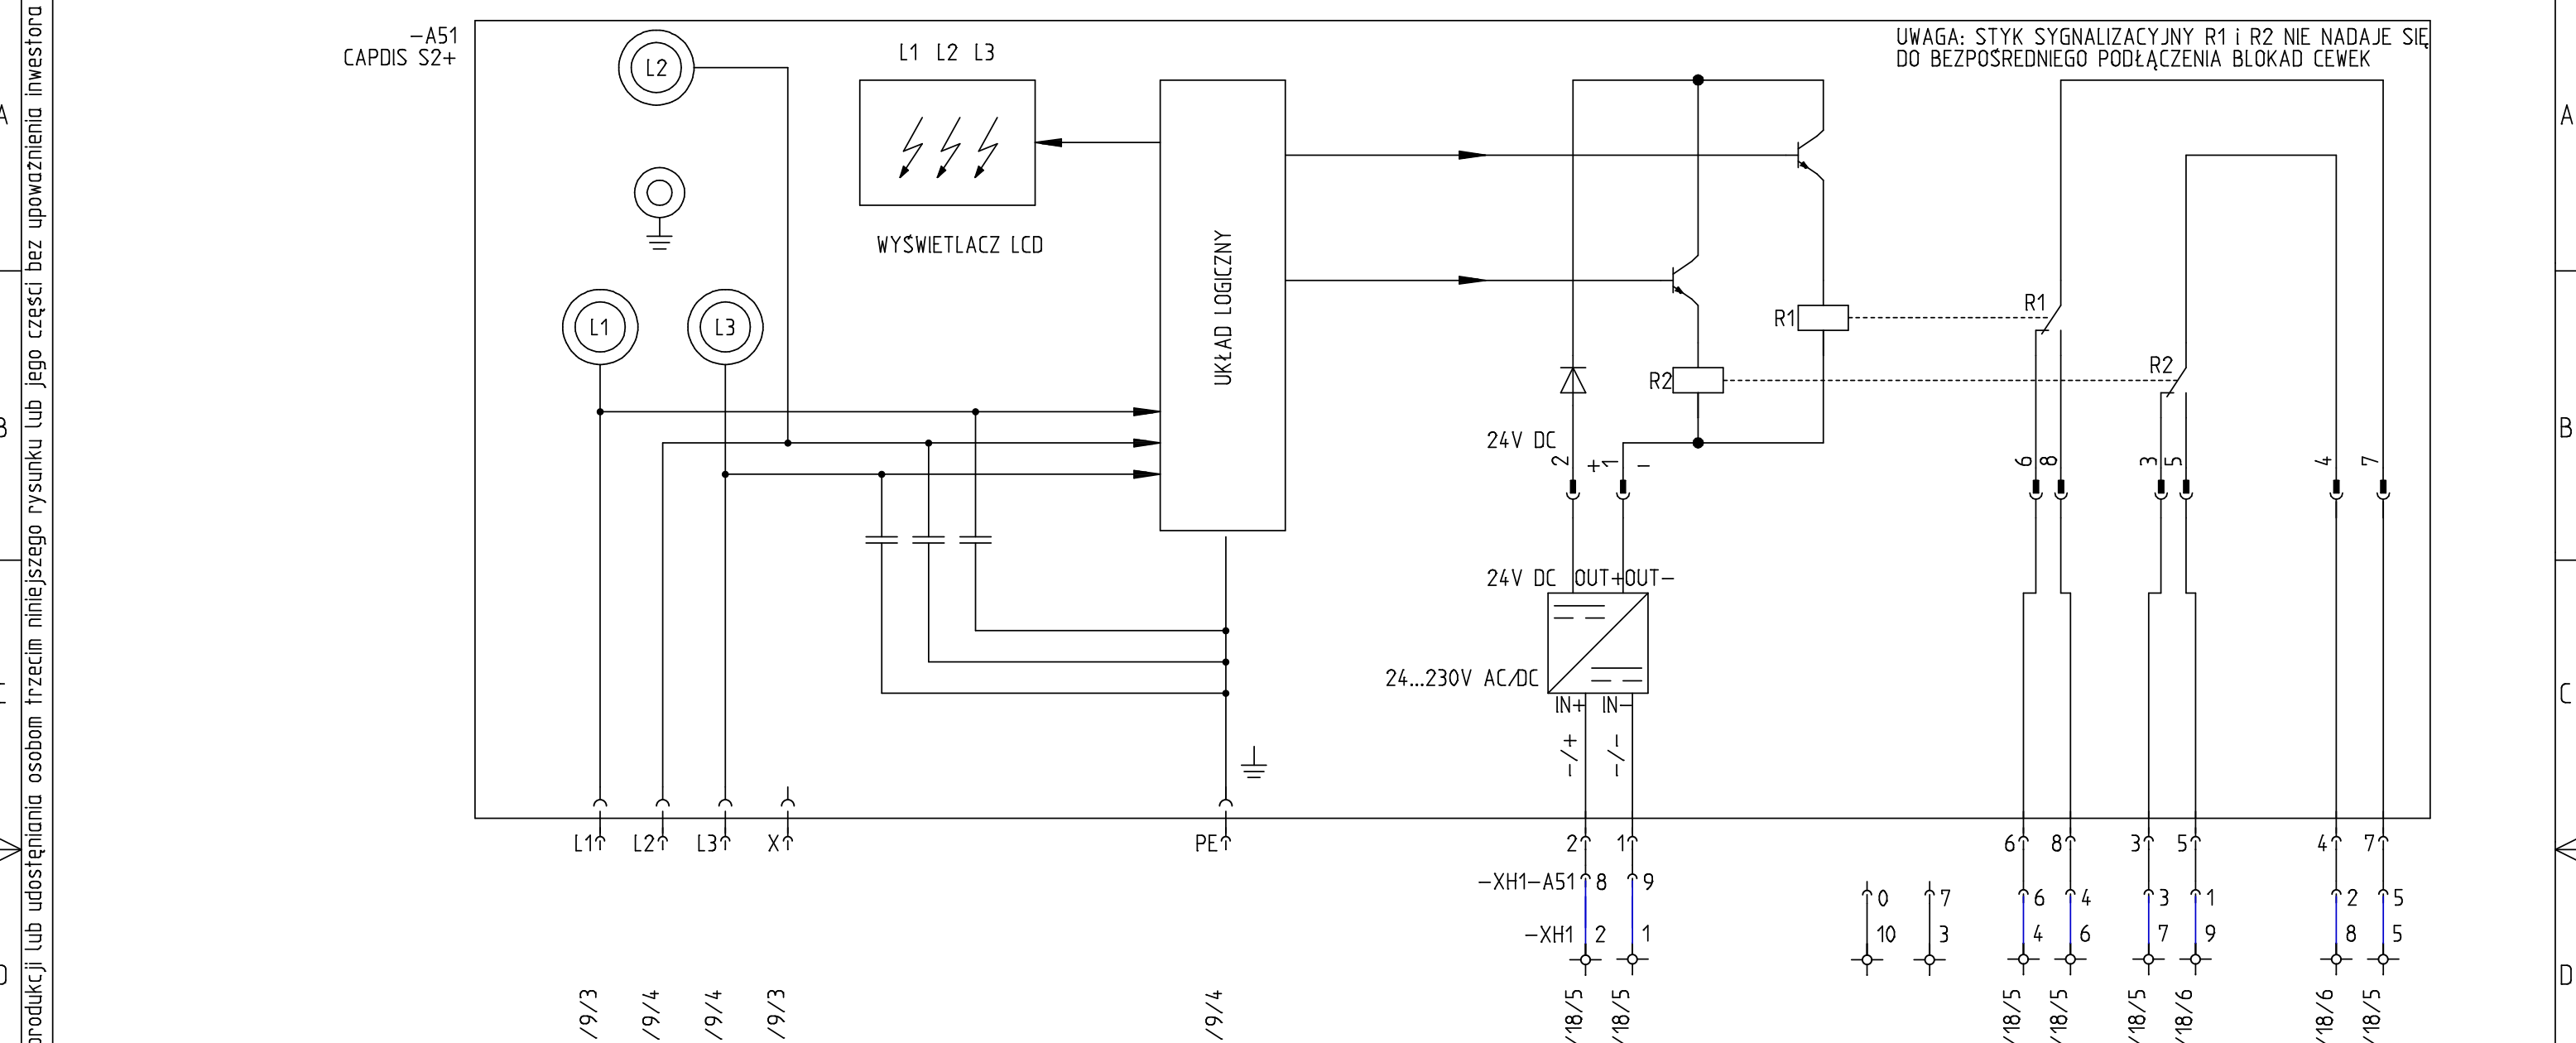 produkcji lub udostęniania osobom trzecim niniejszego rysunku lub jego części bez upoważnienia inwestora
A
B
D
-A51
CAPDIS S2+
L2
L1
L3
L1 L2 L3
WYŚWIETLACZ LCD
UKŁAD LOGICZNY
UWAGA: STYK SYGNALIZACYJNY R1 i R2 NIE NADAJE SIĘ
DO BEZPOŚREDNIEGO PODŁĄCZENIA BLOKAD CEWEK
R1
R2
R1
R2
24V DC
2 + 1 -
6 8 3 5 4 7
24V DC OUT+ OUT-
24...230V AC/DC
IN+ IN-
-/+ -/-
L1 L2 L3 X PE 2 1 6 8 3 5 4 7
-XH1-A51 8 9 0 7 6 4 3 1 2 5
-XH1 2 1 10 3 4 6 7 9 8 5
/9/3 /9/4 /9/4 /9/3 /9/4 /18/5 /18/5 /18/5 /18/5 /18/5 /18/6 /18/6 /18/5
A
B
C
D